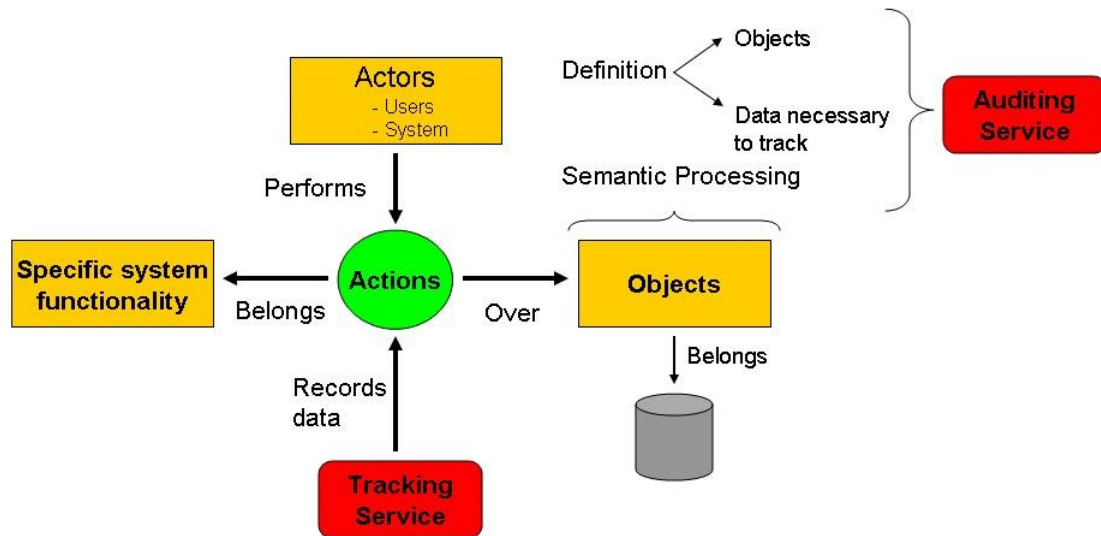 Actors
- Users
- System
Definition
Objects
Data necessary
to track
Auditing
Service
Performs
Semantic Processing
Specific system
functionality
Belongs
Actions
Over
Objects
Belongs
Records
data
Tracking
Service